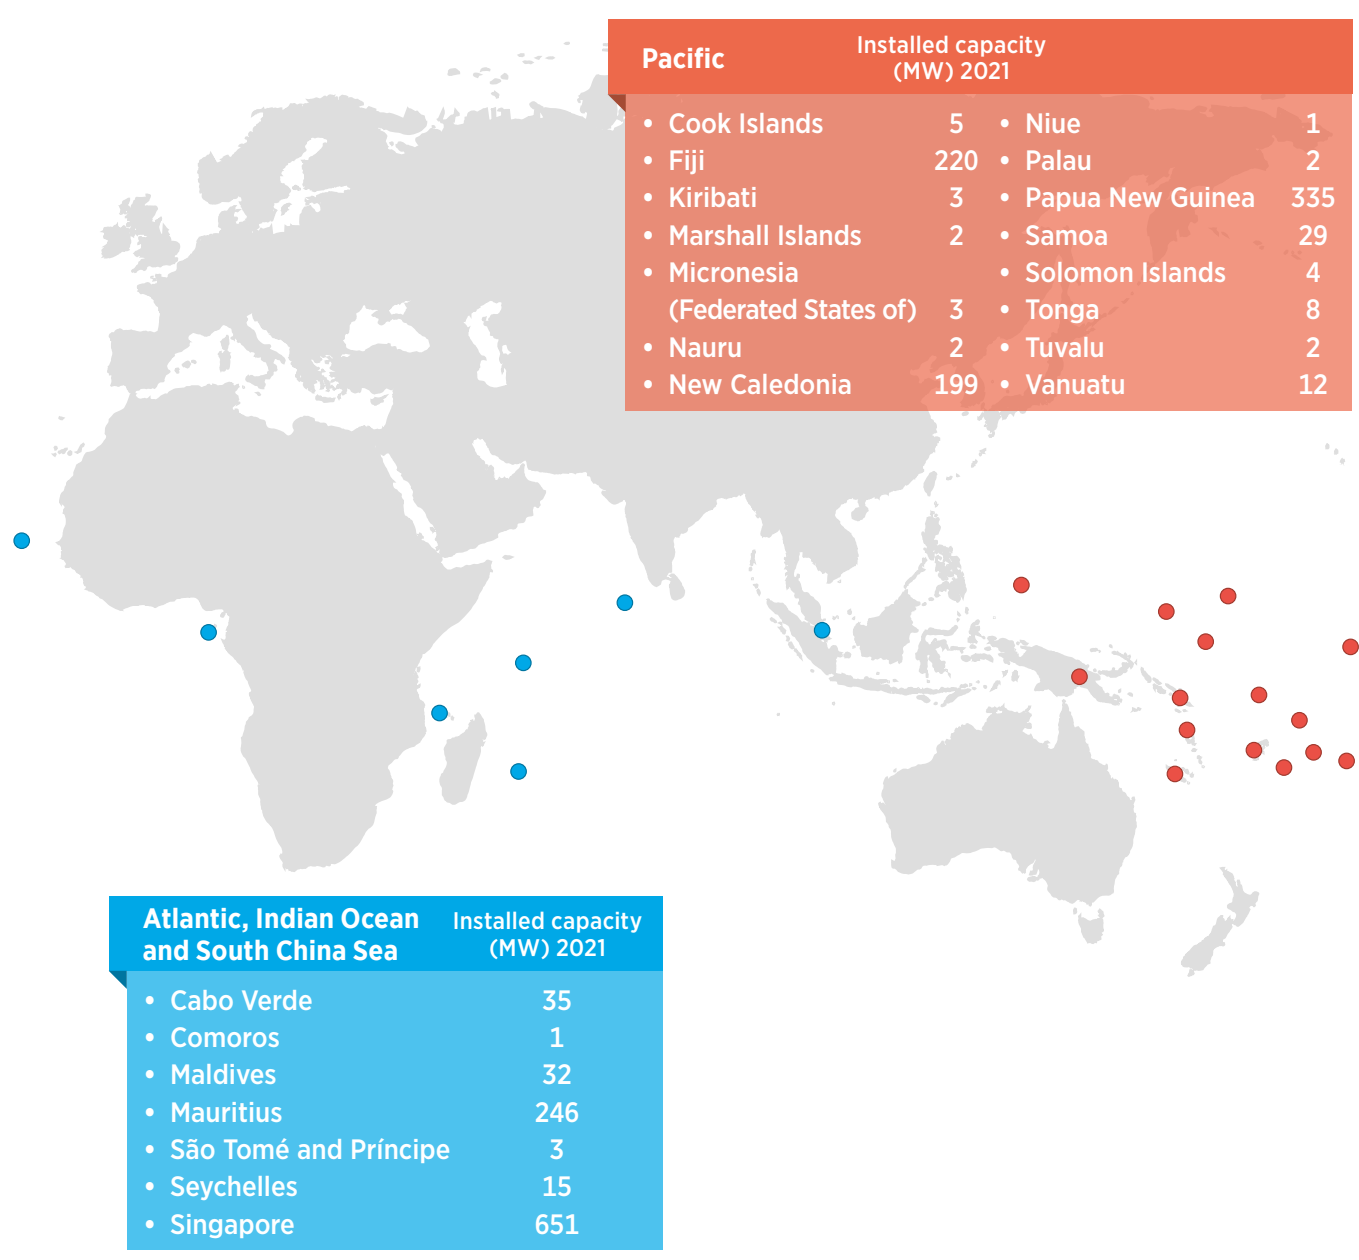 Pacific
Installed capacity
(MW) 2021
• Cook Islands 5
• Fiji 220
• Kiribati 3
• Marshall Islands 2
• Micronesia
(Federated States of) 3
• Nauru 2
• New Caledonia 199
• Niue 1
• Palau 2
• Papua New Guinea 335
• Samoa 29
• Solomon Islands 4
• Tonga 8
• Tuvalu 2
• Vanuatu 12
Atlantic, Indian Ocean
and South China Sea
Installed capacity
(MW) 2021
• Cabo Verde 35
• Comoros 1
• Maldives 32
• Mauritius 246
• São Tomé and Príncipe 3
• Seychelles 15
• Singapore 651